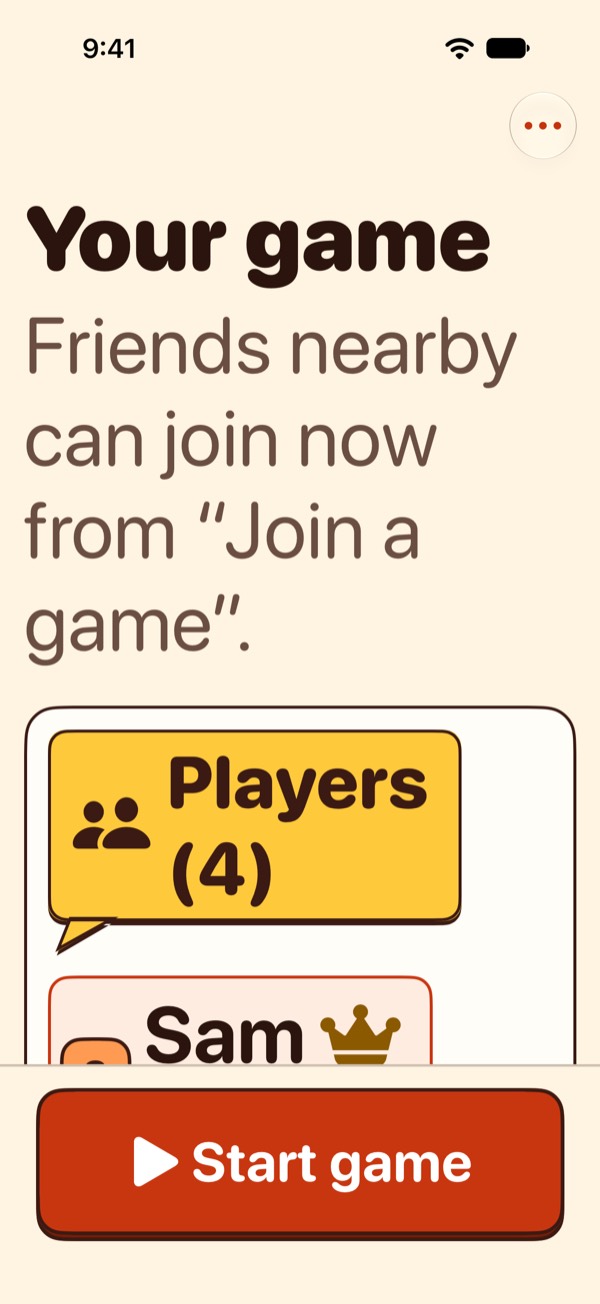 9:41
Your game
Friends nearby
can join now
from “Join a
game”.
Players
(4)
Sam
Start game